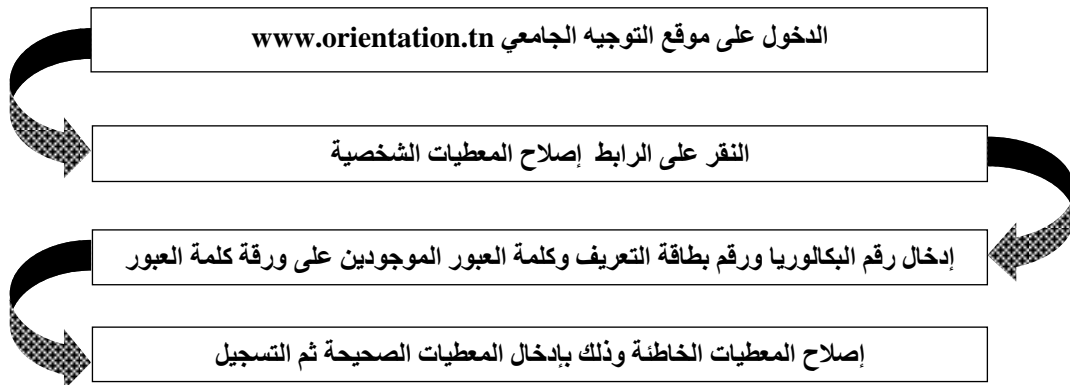 الدخول على موقع التوجيه الجامعي www.orientation.tn
النقر على الرابط إصلاح المعطيات الشخصية
إدخال رقم البكالوريا ورقم بطاقة التعريف وكلمة العبور الموجودين على ورقة كلمة العبور
إصلاح المعطيات الخاطئة وذلك بإدخال المعطيات الصحيحة ثم التسجيل